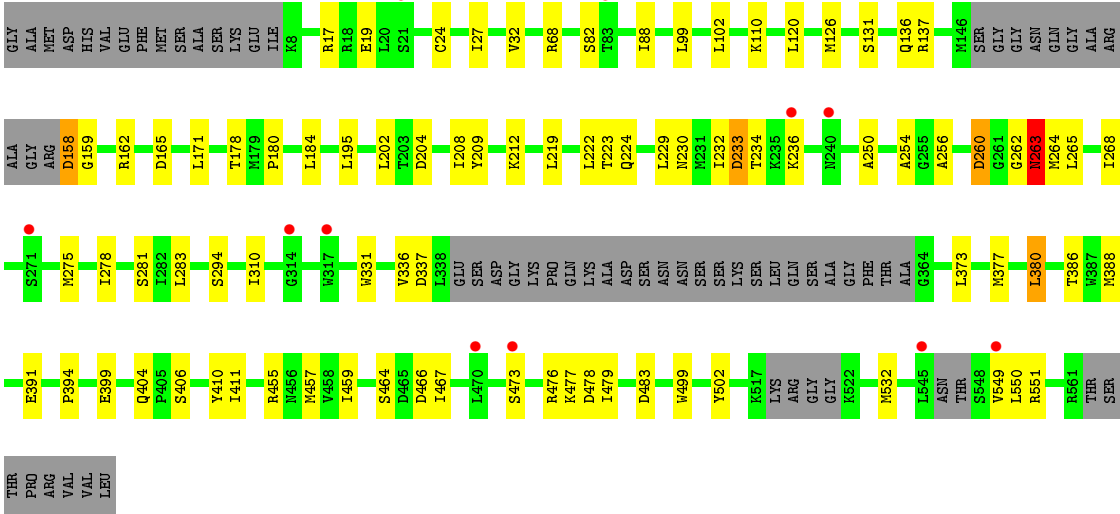 GLY ALA MET ASP HIS VAL GLU PHE MET SER ALA SER LYS GLU ILE K8 R17 R18 E19 L20 S21 C24 I27 V32 R68 S82 T83 I88 L99 L102 K110 L120 M126 S131 Q136 R137 M146 SER GLY GLY ASN GLN GLY ALA ARG
ALA GLY ARG D158 G159 R162 D165 L171 T178 M179 P180 L184 L195 L202 T203 D204 I208 Y209 K212 L219 L222 T223 Q224 L229 N230 M231 I232 D233 T234 K235 K236 N240 A250 A254 G255 A256 D260 G261 G262 N263 M264 L265 I268
S271 M275 I278 S281 I282 L283 S294 I310 G314 W317 W331 V336 D337 L338 GLU SER ASP GLY LYS PRO GLN LYS ALA ASP SER ASN ASN SER SER LYS SER LEU GLN SER ALA GLY PHE THR ALA G364 L373 M377 L380 T386 W387 M388
E391 P394 E399 Q404 P405 S406 Y410 I411 R455 N456 M457 V458 I459 S464 D465 D466 I467 L470 S473 R476 K477 D478 I479 D483 W499 Y502 K517 LYS ARG GLY GLY K522 M532 L545 ASN THR S548 V549 L550 R551 R561 THR SER
THR PRO ARG VAL VAL LEU